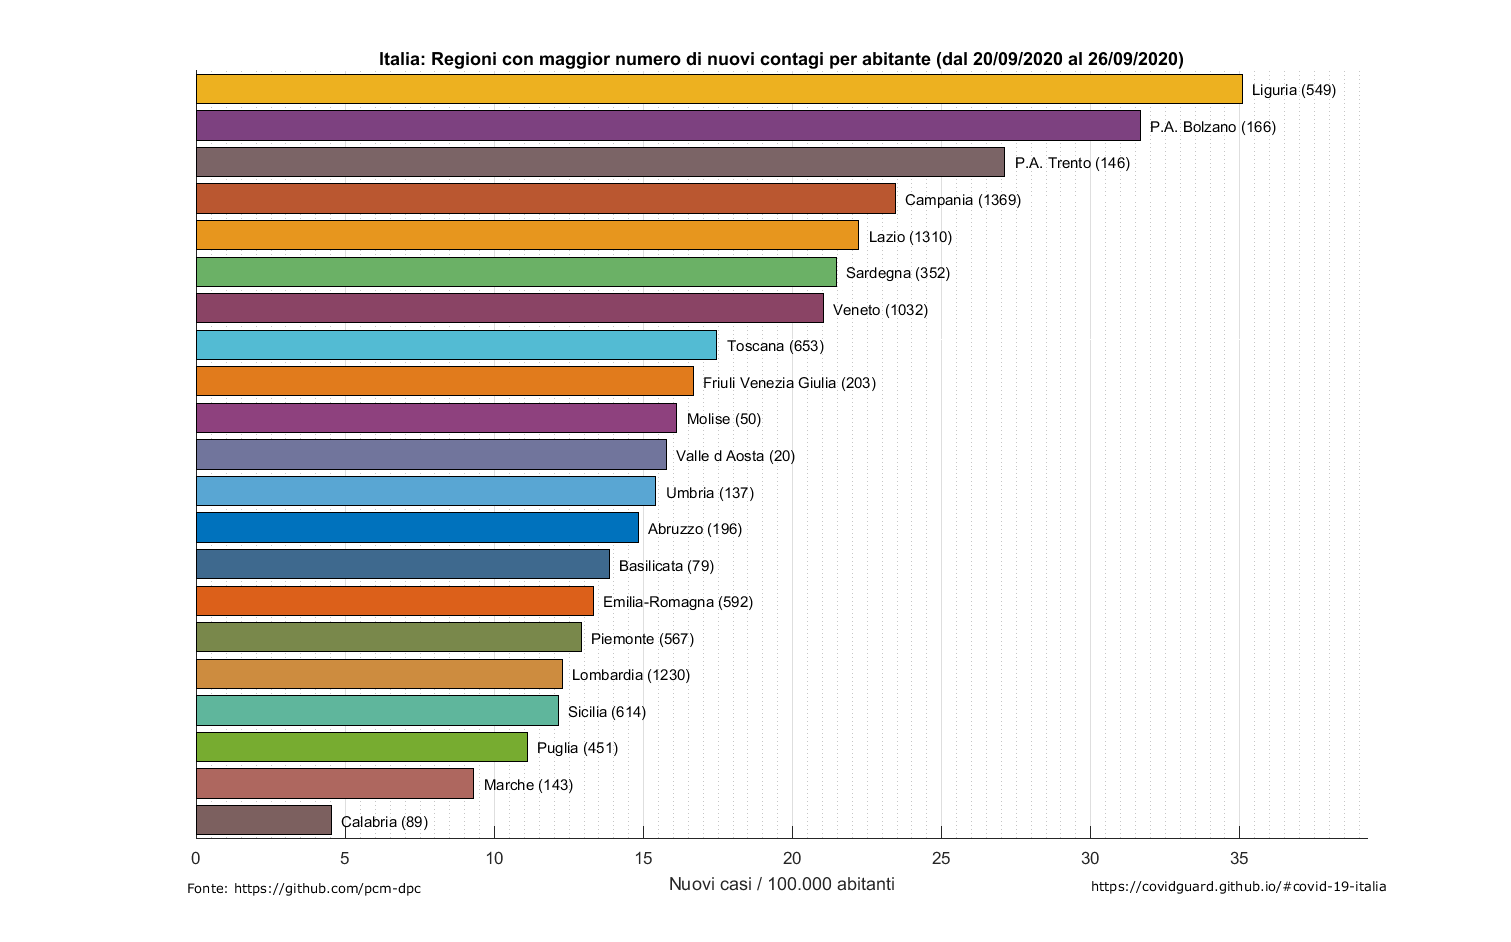 Italia: Regioni con maggior numero di nuovi contagi per abitante (dal 20/09/2020 al 26/09/2020)
Liguria (549)
P.A. Bolzano (166)
P.A. Trento (146)
Campania (1369)
Lazio (1310)
Sardegna (352)
Veneto (1032)
Toscana (653)
Friuli Venezia Giulia (203)
Molise (50)
Valle d Aosta (20)
Umbria (137)
Abruzzo (196)
Basilicata (79)
Emilia-Romagna (592)
Piemonte (567)
Lombardia (1230)
Sicilia (614)
Puglia (451)
Marche (143)
Calabria (89)
0 5 10 15 20 25 30 35
Nuovi casi / 100.000 abitanti
Fonte: https://github.com/pcm-dpc
https://covidguard.github.io/#covid-19-italia